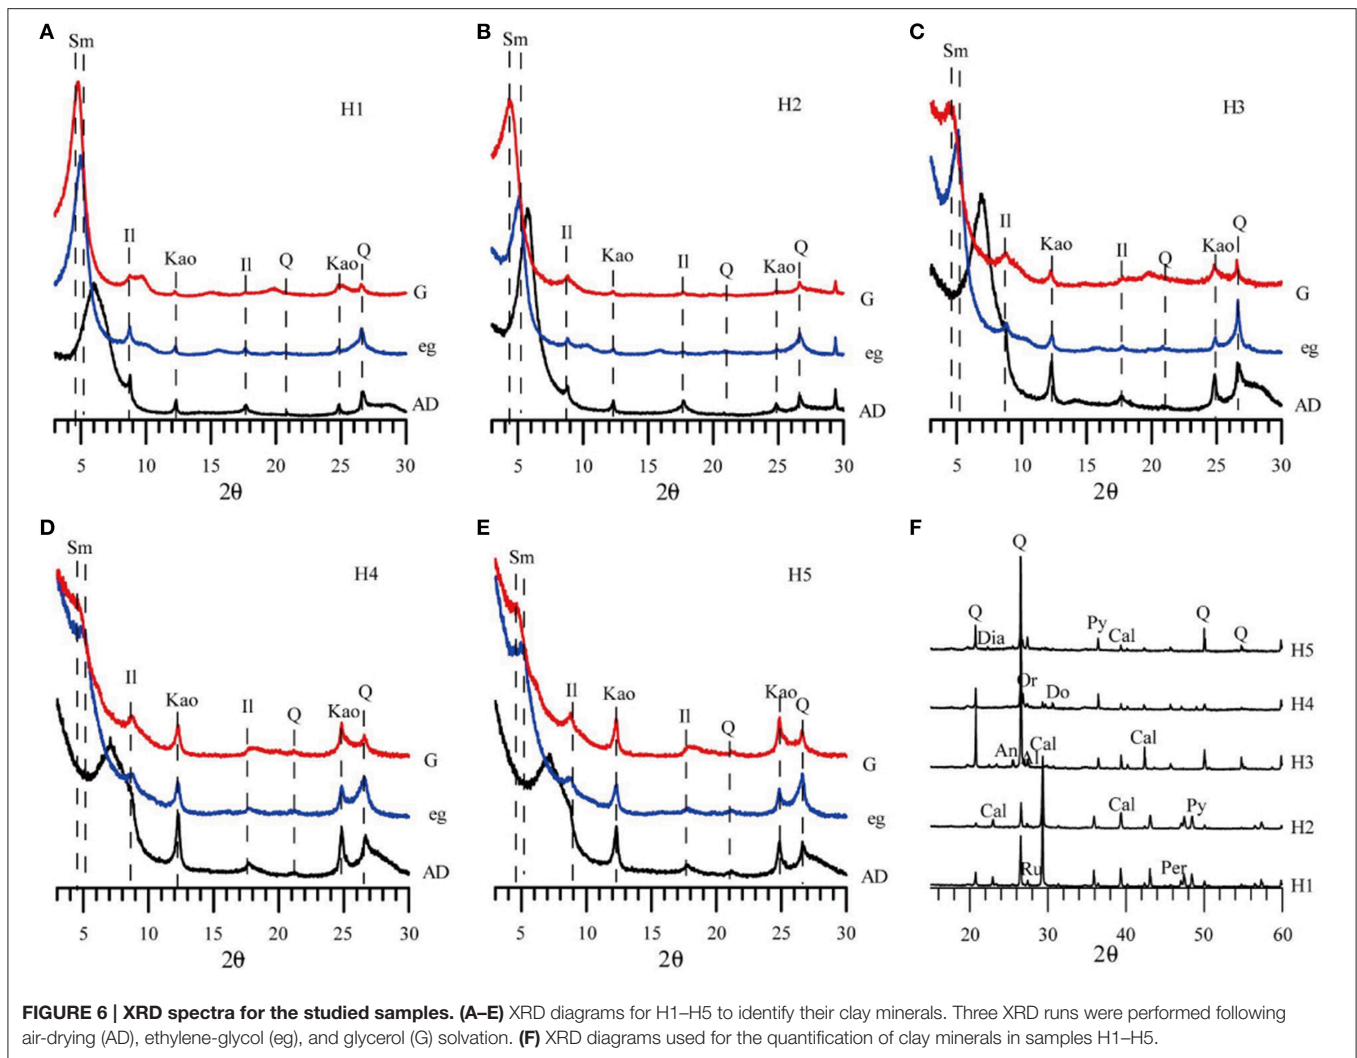 A
Sm
H1
Il
Kao
Il
Q
Kao
Q
G
eg
AD
5 10 15 20 25 30
2θ
B
Sm
H2
Il
Kao
Il
Q
Kao
Q
G
eg
AD
5 10 15 20 25 30
2θ
C
Sm
H3
Il
Kao
Il
Q
Kao
Q
G
eg
AD
5 10 15 20 25 30
2θ
D
Sm
H4
Il
Kao
Il
Q
Kao
Q
G
eg
AD
5 10 15 20 25 30
2θ
E
Sm
H5
Il
Kao
Il
Q
Kao
Q
G
eg
AD
5 10 15 20 25 30
2θ
F
Q
Q
Dia
Py
Cal
Q
Q
H5
Or
Do
H4
An
Cal
Cal
H3
Cal
Cal
Py
H2
Ru
Per
H1
20 30 40 50 60
2θ
FIGURE 6 | XRD spectra for the studied samples. (A–E) XRD diagrams for H1–H5 to identify their clay minerals. Three XRD runs were performed following
air-drying (AD), ethylene-glycol (eg), and glycerol (G) solvation. (F) XRD diagrams used for the quantification of clay minerals in samples H1–H5.